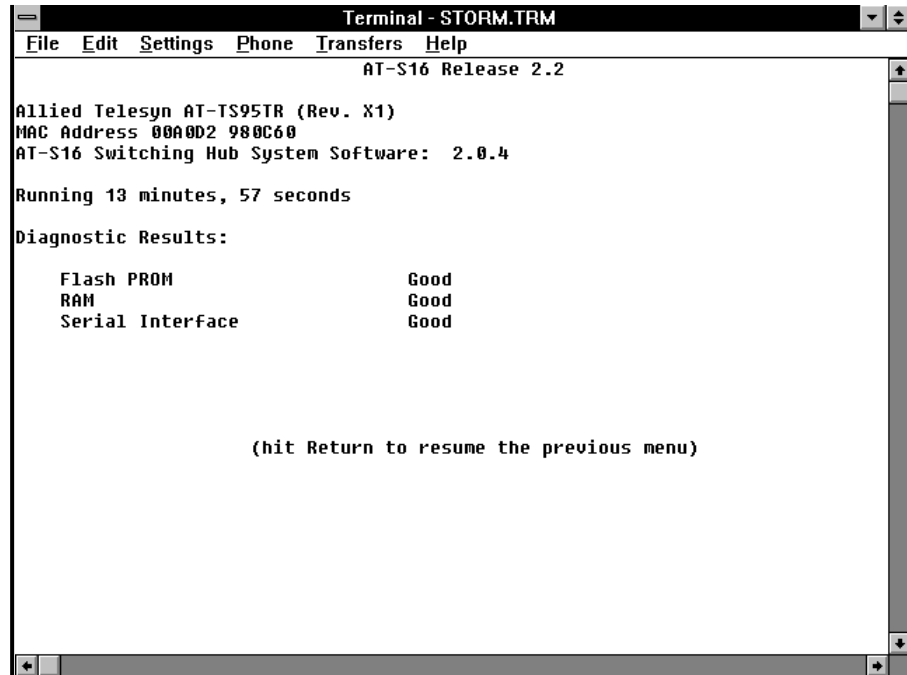 Terminal - STORM.TRM
File Edit Settings Phone Transfers Help
AT-S16 Release 2.2
Allied Telesyn AT-TS95TR (Rev. X1)
MAC Address 00A0D2 980C60
AT-S16 Switching Hub System Software: 2.0.4
Running 13 minutes, 57 seconds
Diagnostic Results:
Flash PROM Good
RAM Good
Serial Interface Good
(hit Return to resume the previous menu)